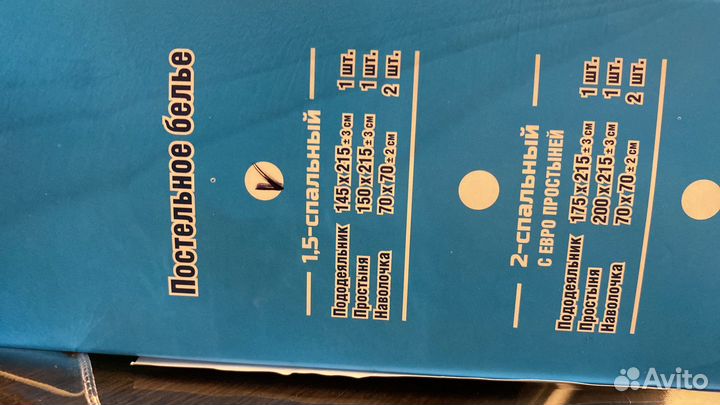 Постельное белье
1,5-спальный
Пододеяльник 145х215±3 см 1 шт.
Простыня 150х215±3 см 1 шт.
Наволочка 70х70±2 см 2 шт.
2-спальный
С ЕВРО ПРОСТЫНЕЙ
Пододеяльник 175х215±3 см 1 шт.
Простыня 200х215±3 см 1 шт.
Наволочка 70х70±2 см 2 шт.
Avito